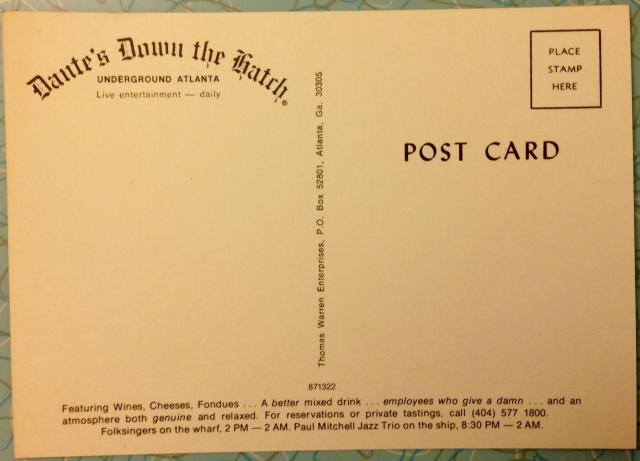 Dante's Down the Hatch®
UNDERGROUND ATLANTA
Live entertainment — daily
PLACE
STAMP
HERE
POST CARD
Thomas Warren Enterprises, P.O. Box 52801, Atlanta, Ga. 30305
871322
Featuring Wines, Cheeses, Fondues . . . A better mixed drink . . . employees who give a damn . . . and an
atmosphere both genuine and relaxed. For reservations or private tastings, call (404) 577 1800.
Folksingers on the wharf, 2 PM — 2 AM. Paul Mitchell Jazz Trio on the ship, 8:30 PM — 2 AM.